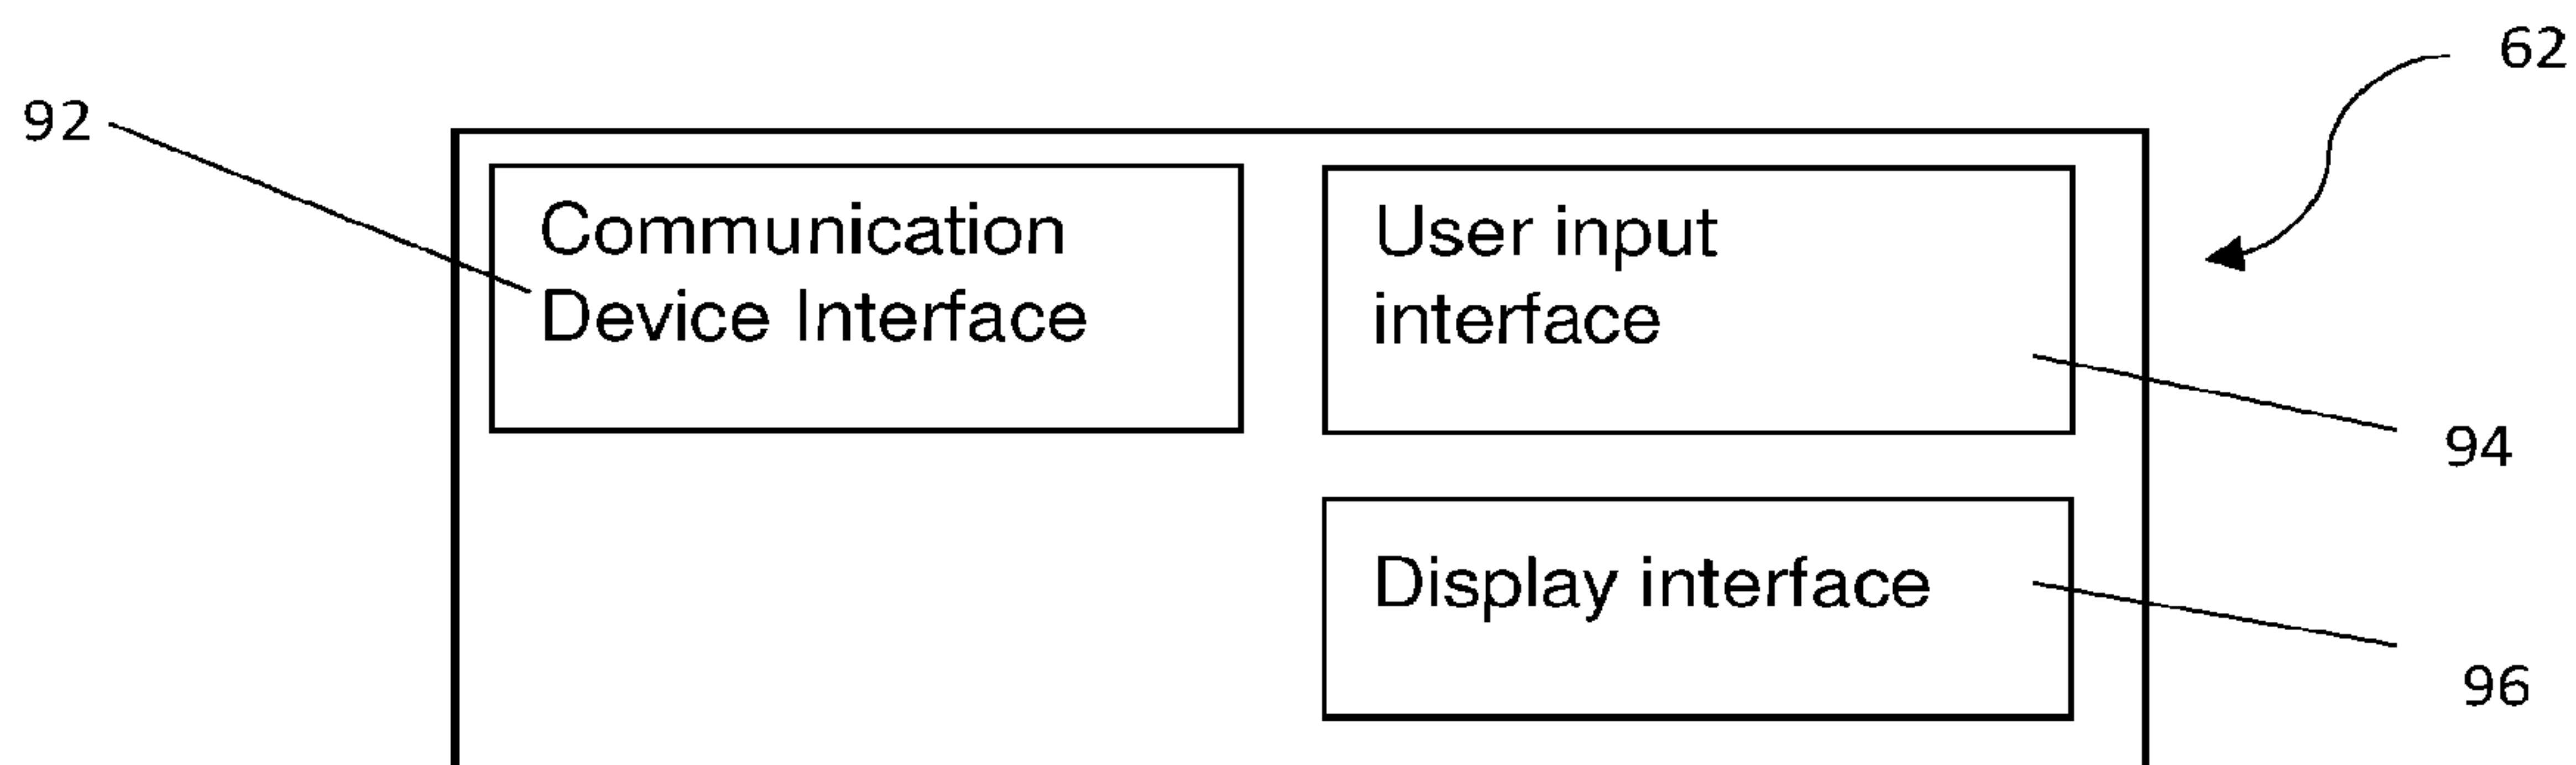 62
92
Communication
Device Interface
User input
interface
94
Display interface
96